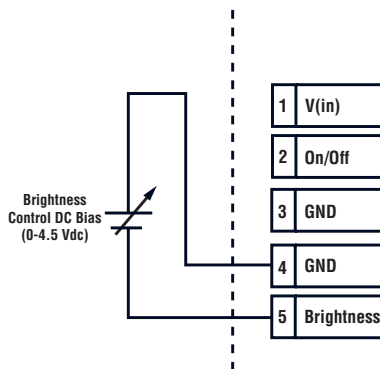 1 V(in)
2 On/Off
3 GND
4 GND
5 Brightness
Brightness
Control DC Bias
(0-4.5 Vdc)